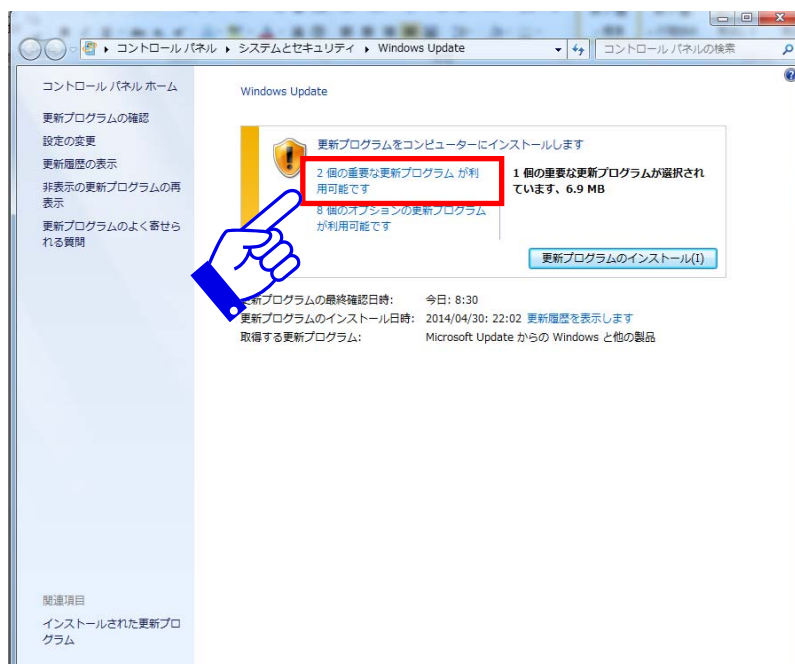 コントロール パネル ▸ システムとセキュリティ ▸ Windows Update
コントロール パネルの検索
コントロール パネル ホーム
更新プログラムの確認
設定の変更
更新履歴の表示
非表示の更新プログラムの再
表示
更新プログラムのよく寄せら
れる質問
関連項目
インストールされた更新プロ
グラム
Windows Update
更新プログラムをコンピューターにインストールします
2 個の重要な更新プログラム が利
用可能です
8 個のオプションの更新プログラム
が利用可能です
1 個の重要な更新プログラムが選択され
ています、6.9 MB
更新プログラムのインストール(I)
更新プログラムの最終確認日時: 今日: 8:30
更新プログラムのインストール日時: 2014/04/30: 22:02 更新履歴を表示します
取得する更新プログラム: Microsoft Update からの Windows と他の製品